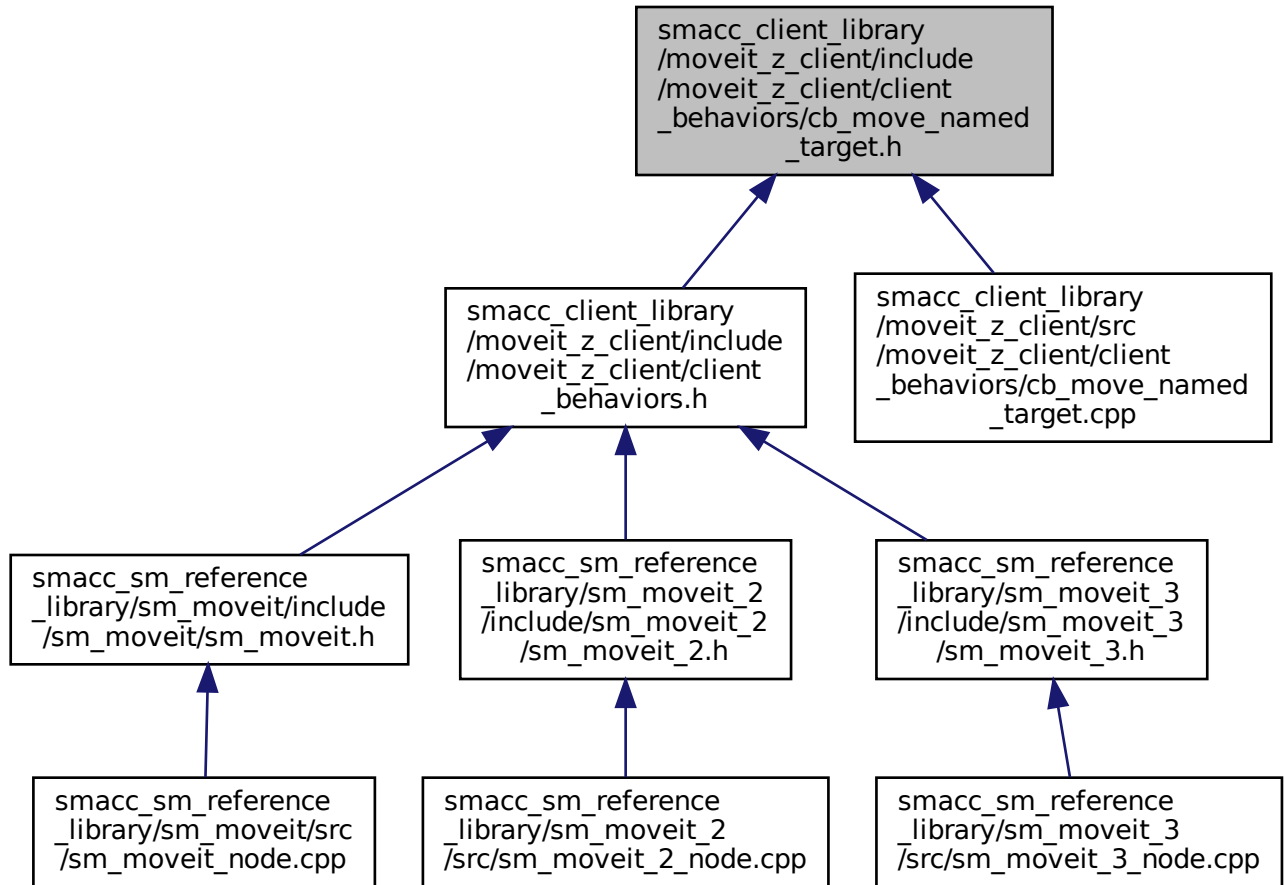 smacc_client_library
/moveit_z_client/include
/moveit_z_client/client
_behaviors/cb_move_named
_target.h
smacc_client_library
/moveit_z_client/include
/moveit_z_client/client
_behaviors.h
smacc_client_library
/moveit_z_client/src
/moveit_z_client/client
_behaviors/cb_move_named
_target.cpp
smacc_sm_reference
_library/sm_moveit/include
/sm_moveit/sm_moveit.h
smacc_sm_reference
_library/sm_moveit_2
/include/sm_moveit_2
/sm_moveit_2.h
smacc_sm_reference
_library/sm_moveit_3
/include/sm_moveit_3
/sm_moveit_3.h
smacc_sm_reference
_library/sm_moveit/src
/sm_moveit_node.cpp
smacc_sm_reference
_library/sm_moveit_2
/src/sm_moveit_2_node.cpp
smacc_sm_reference
_library/sm_moveit_3
/src/sm_moveit_3_node.cpp